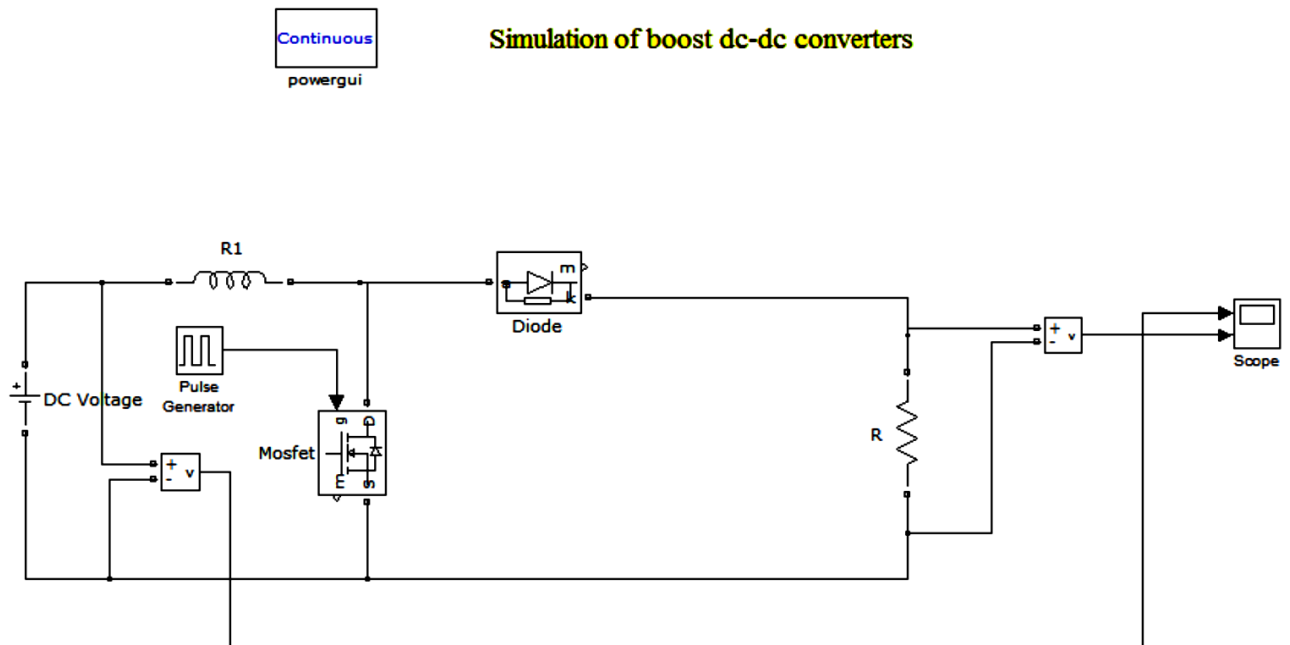 Continuous
powergui
Simulation of boost dc-dc converters
R1
m
a
k
Diode
Pulse
Generator
+
DC Voltage
g
D
Mosfet
m
S
+
-
v
R
+
-
v
Scope